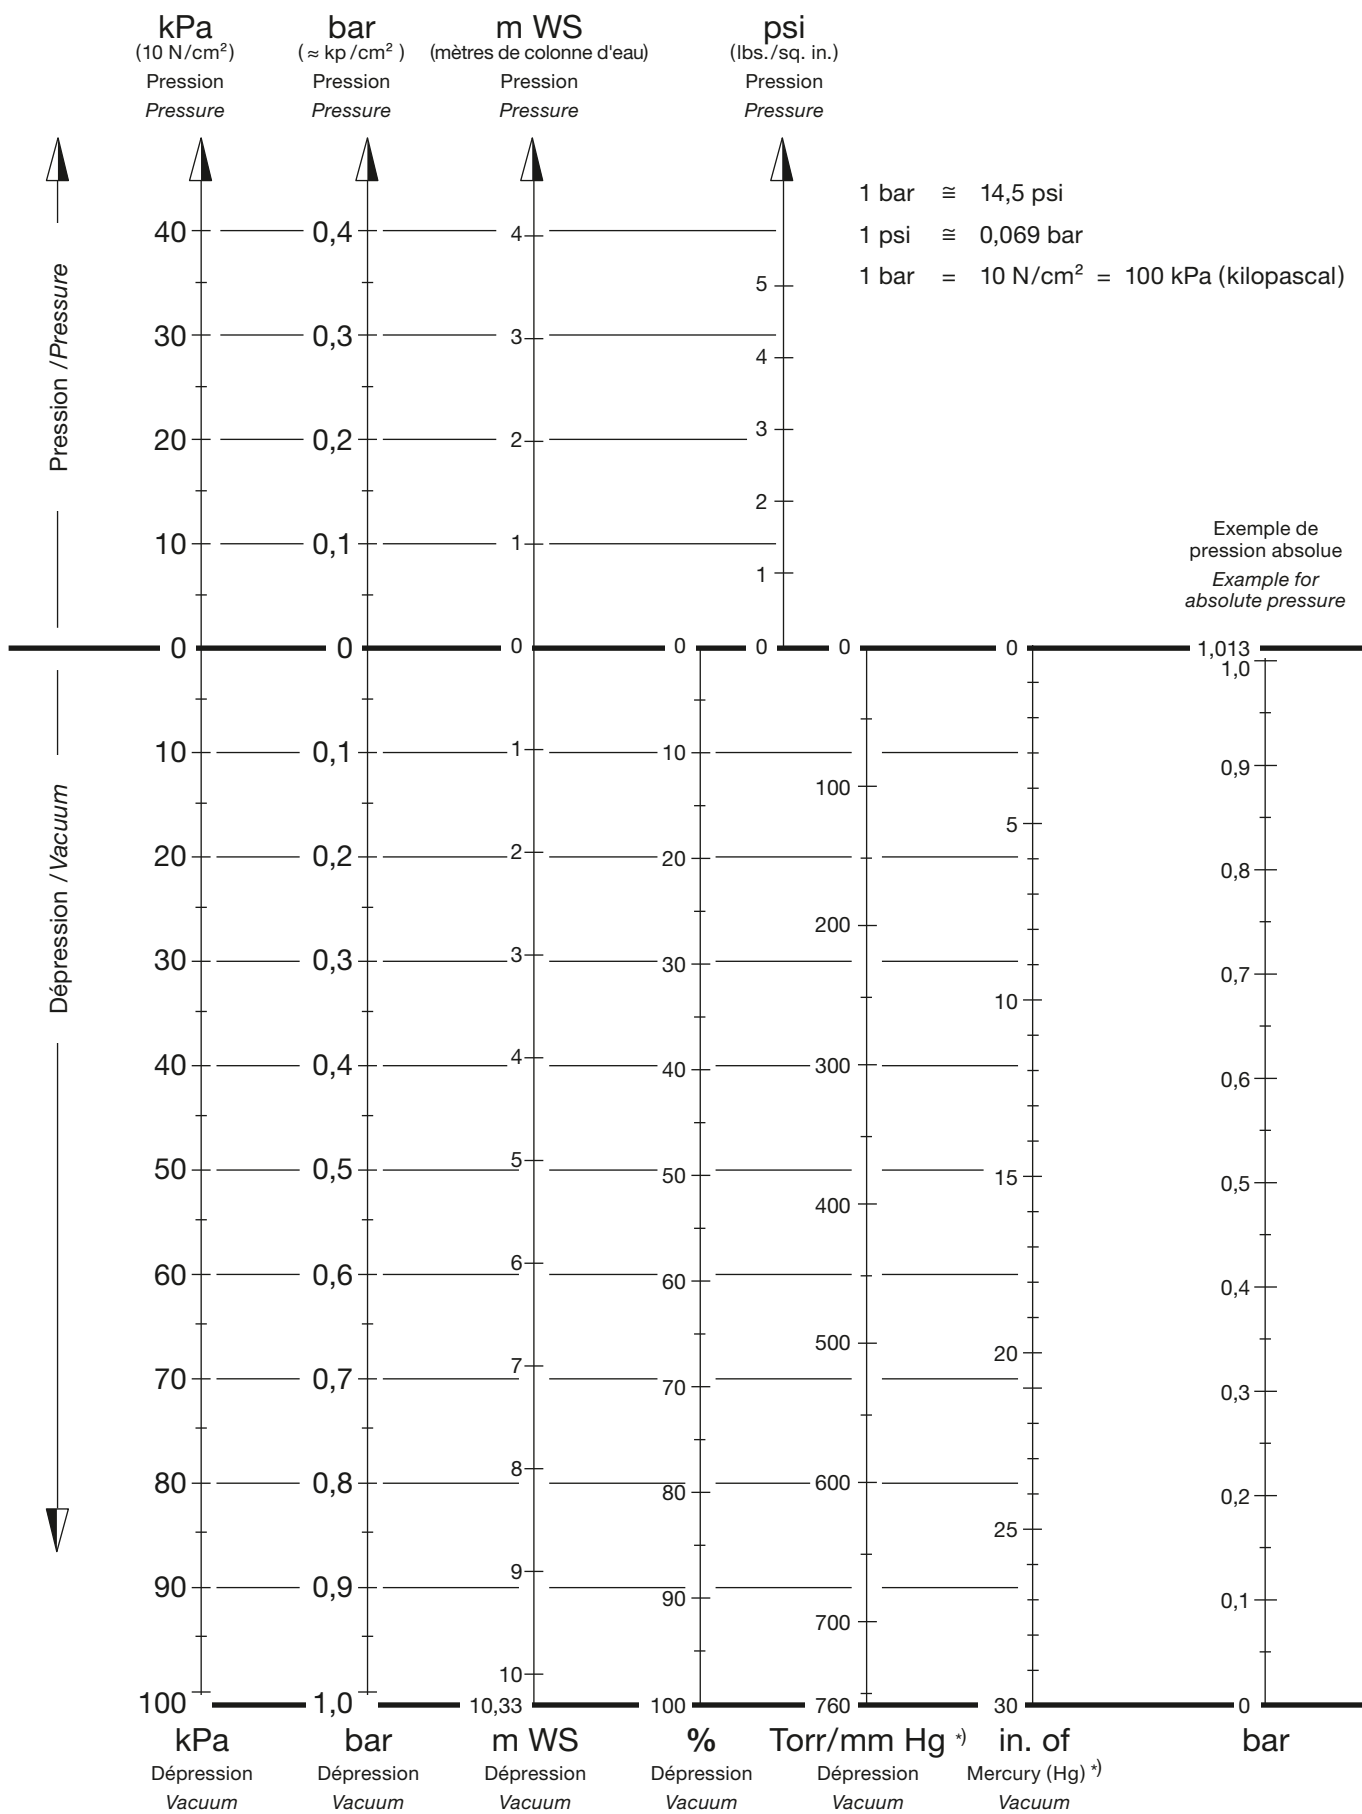 kPa bar m WS psi
(10 N/cm²) (≈ kp/cm²) (mètres de colonne d'eau) (lbs./sq. in.)
Pression Pression Pression Pression
Pressure Pressure Pressure Pressure
1 bar ≅ 14,5 psi
40 0,4 4
1 psi ≅ 0,069 bar
1 bar = 10 N/cm² = 100 kPa (kilopascal)
5
30 0,3 3
4
Pression / Pressure
20 0,2 2 3
2
Exemple de
10 0,1 1 pression absolue
1 Example for
absolute pressure
0 0 0 0 0 0 0 1,013
1,0
10 0,1 1 10 0,9
100
5
20 0,2 2 20 0,8
Dépression / Vacuum
200
30 0,3 3 30 0,7
10
40 0,4 4 40 300 0,6
50 0,5 5 50 15 0,5
400
60 0,6 6 60 0,4
500
20
70 0,7 7 70 0,3
80 0,8 8 80 600 0,2
25
90 0,9 9 90 0,1
700
10
100 1,0 10,33 100 760 30 0
kPa bar m WS % Torr/mm Hg *) in. of bar
Dépression Dépression Dépression Dépression Dépression Mercury (Hg) *)
Vacuum Vacuum Vacuum Vacuum Vacuum Vacuum